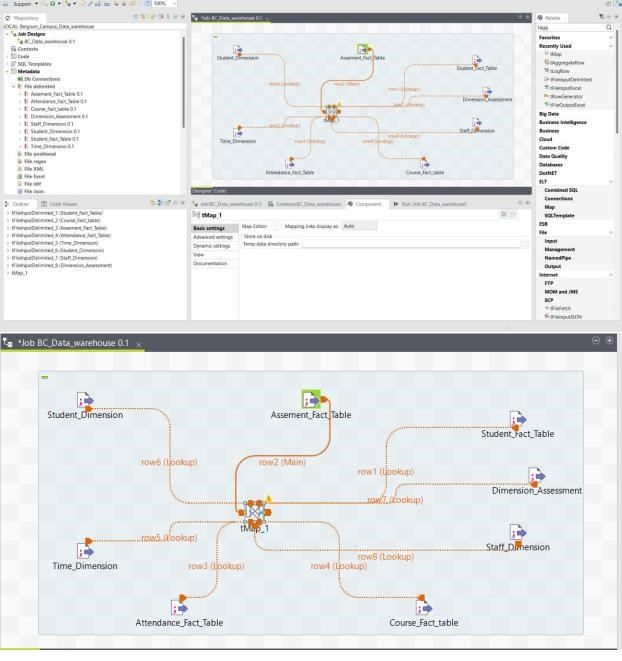 Support
100%
*Repository
LOCAL: Belgium_Campus_Data_warehouse
Job Designs
BC_Data_warehouse 0.1
Contexts
Code
SQL Templates
Metadata
Db Connections
File delimited
Asesment_Fact_Table 0.1
Attendance_Fact_Table 0.1
Course_Fact_table 0.1
Dimension_Assessment 0.1
Staff_Dimension 0.1
Student_Dimension 0.1
Student_Fact_Table 0.1
Time_Dimension 0.1
File positional
File regex
File XML
File Excel
File ldif
File Json
*Job BC_Data_warehouse 0.1
Student_Dimension
Assement_Fact_Table
Student_Fact_Table
Dimension_Assessment
Staff_Dimension
Time_Dimension
Attendance_Fact_Table
Course_Fact_table
row6 (Lookup)
row2 (Main)
row1 (Lookup)
row7 (Lookup)
row5 (Lookup)
row8 (Lookup)
row3 (Lookup)
row4 (Lookup)
tMap_1
Designer Code
Palette
tagg
Favorites
Recently Used
tMap
tAggregateRow
tLogRow
tFileInputDelimited
tFileInputExcel
tRowGenerator
tFileOutputExcel
Big Data
Business Intelligence
Business
Cloud
Custom Code
Data Quality
Databases
DotNET
ELT
Combined SQL
Connections
Map
SQLTemplate
ESB
File
Input
Management
NamedPipe
Output
Internet
FTP
MOM and JMS
SCP
tFileFetch
tFileInputJSON
Outline
Code Viewer
tFileInputDelimited_1 (Student_Fact_Table)
tFileInputDelimited_2 (Course_Fact_table)
tFileInputDelimited_3 (Assement_Fact_Table)
tFileInputDelimited_4 (Attendance_Fact_Table)
tFileInputDelimited_5 (Time_Dimension)
tFileInputDelimited_6 (Student_Dimension)
tFileInputDelimited_7 (Staff_Dimension)
tFileInputDelimited_8 (Dimension_Assessment)
tMap_1
Job(BC_Data_warehouse 0.1)
Contexts(BC_Data_warehouse)
Component
Run (Job BC_Data_warehouse)
tMap_1
Basic settings
Advanced settings
Dynamic settings
View
Documentation
Map Editor:
Mapping links display as:
Auto
Store on disk
Temp data directory path
*Job BC_Data_warehouse 0.1
Student_Dimension
Assement_Fact_Table
Student_Fact_Table
row6 (Lookup)
row2 (Main)
row1 (Lookup)
Dimension_Assessment
row7 (Lookup)
tMap_1
row5 (Lookup)
Staff_Dimension
row8 (Lookup)
Time_Dimension
row3 (Lookup)
row4 (Lookup)
Attendance_Fact_Table
Course_Fact_table